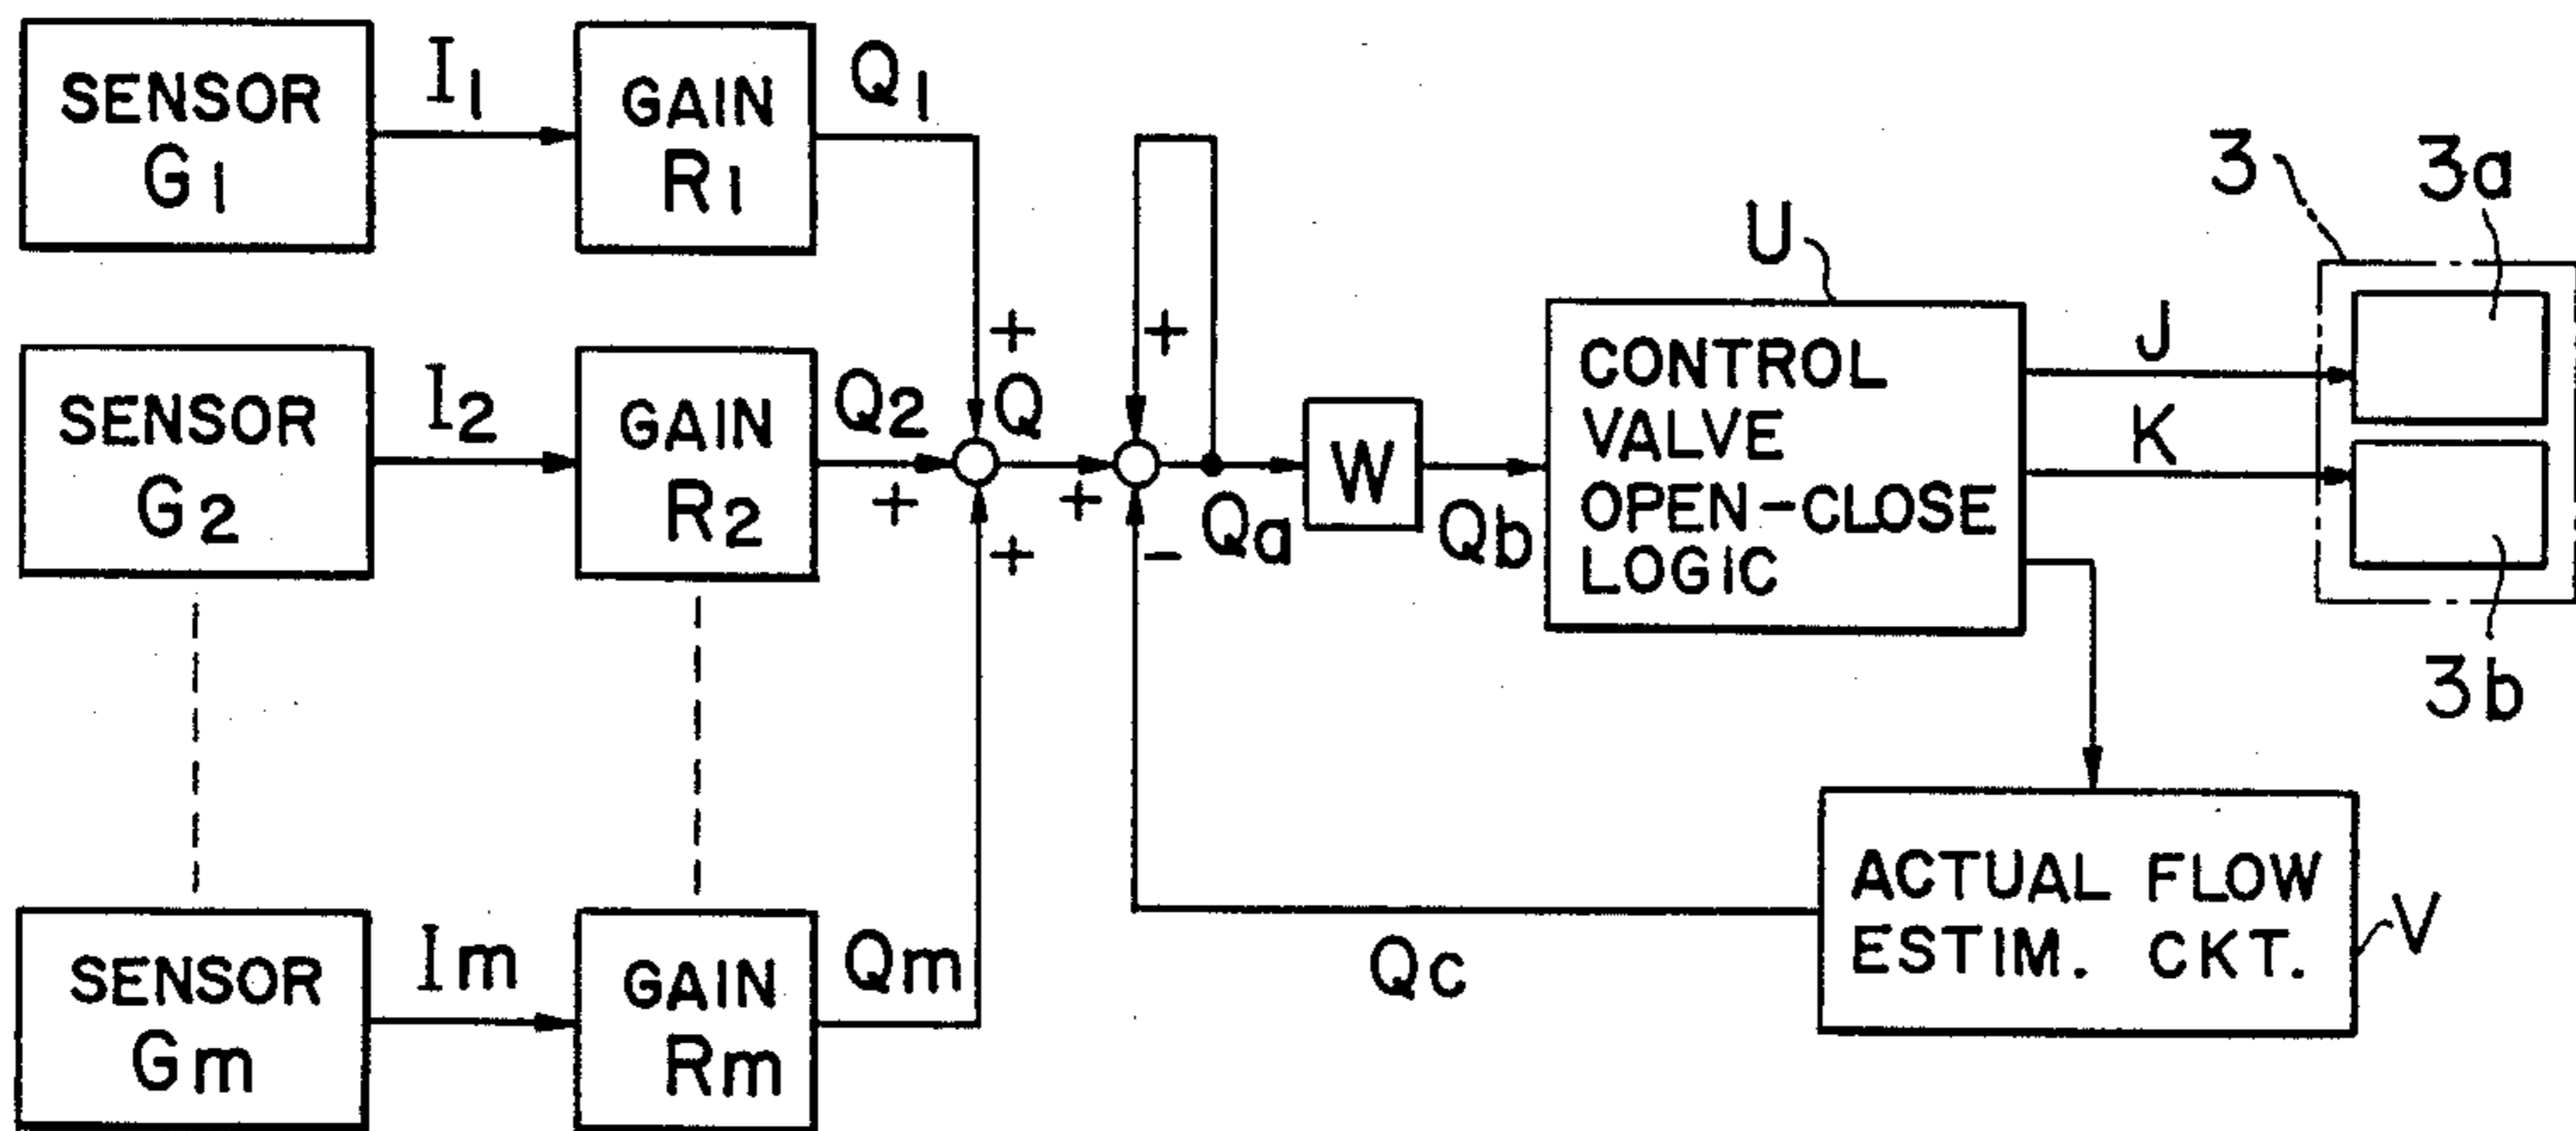 SENSOR
G1
I1
GAIN
R1
Q1
SENSOR
G2
I2
GAIN
R2
Q2
+
+
+
Q
+
+
-
Qa
W
Qb
U
CONTROL
VALVE
OPEN-CLOSE
LOGIC
J
K
3
3a
3b
SENSOR
Gm
Im
GAIN
Rm
Qm
Qc
ACTUAL FLOW
ESTIM. CKT.
V